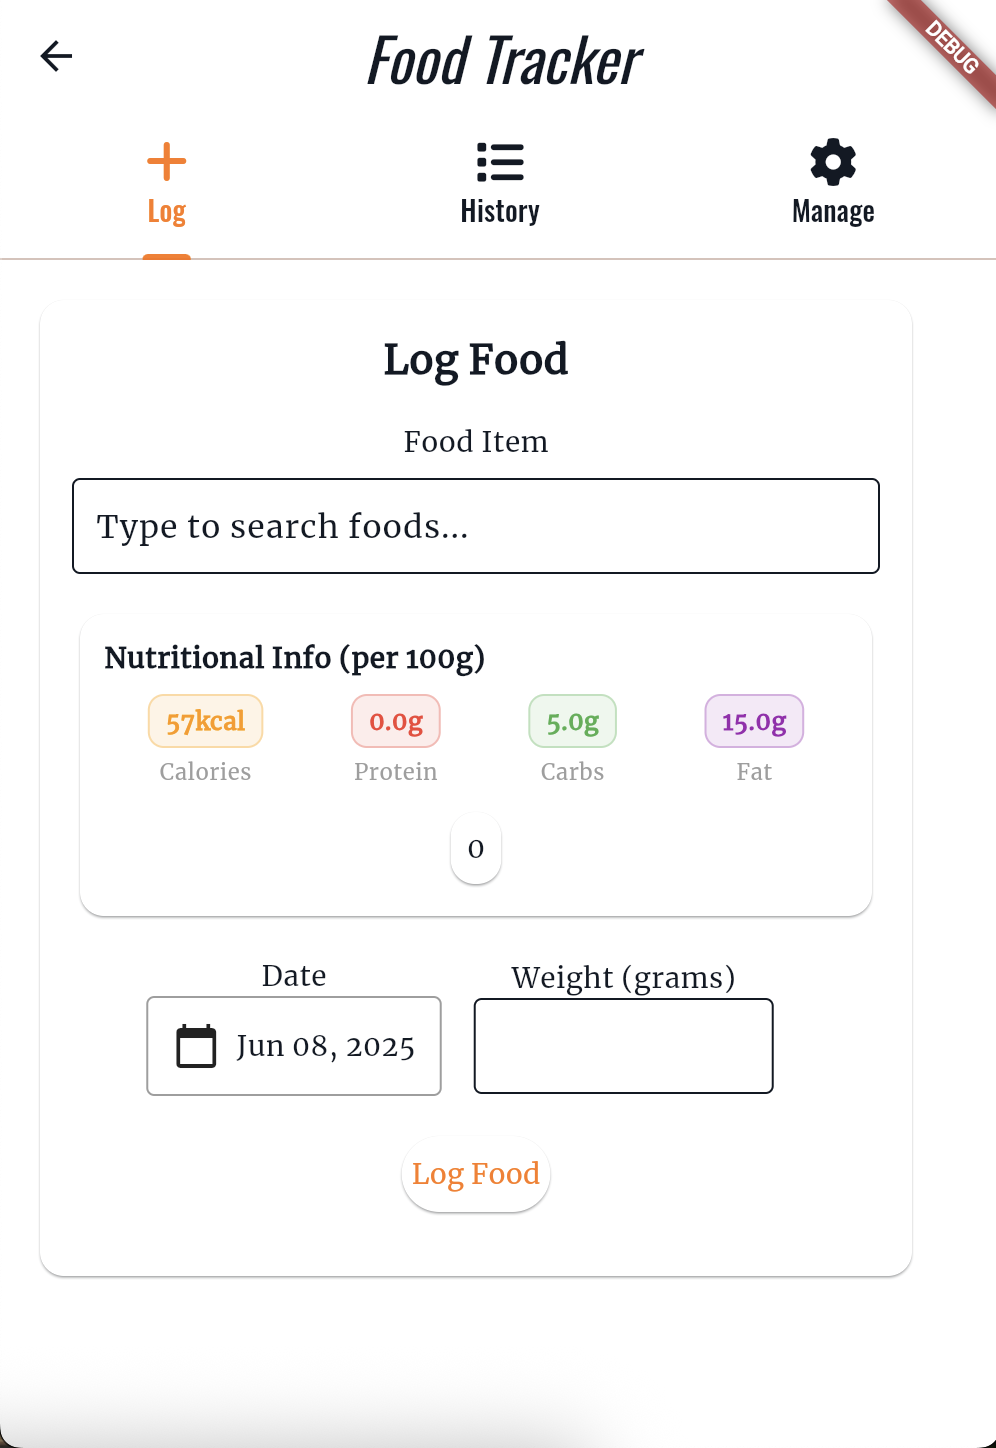 Food Tracker
DEBUG
Log
History
Manage
Log Food
Food Item
Type to search foods...
Nutritional Info (per 100g)
57kcal
0.0g
5.0g
15.0g
Calories
Protein
Carbs
Fat
0
Date
Weight (grams)
Jun 08, 2025
Log Food